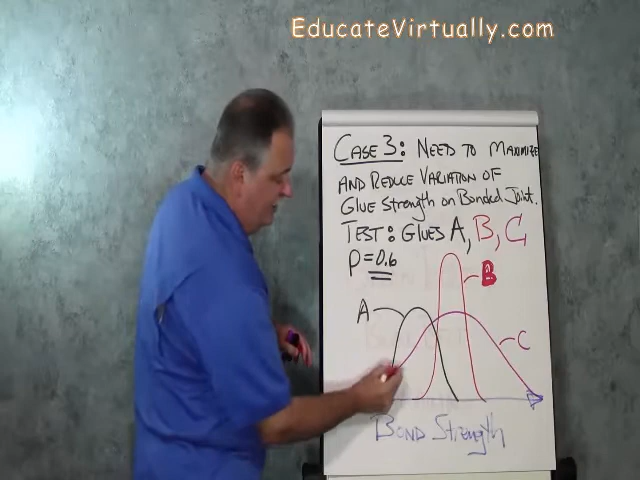 EducateVirtually.com
CASE 3: NEED TO MAXIMIZE
AND REDUCE VARIATION OF
GLUE STRENGTH ON BONDED JOINT.
TEST: GLUES A, B, C
P = 0.6
B
A
C
BOND STRENGTH